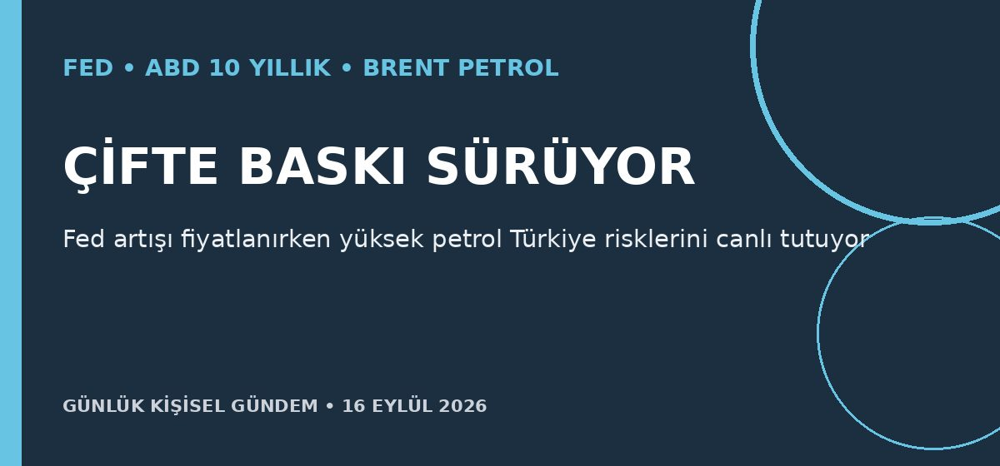 FED • ABD 10 YILLIK • BRENT PETROL
ÇİFTE BASKI SÜRÜYOR
Fed artışı fiyatlanırken yüksek petrol Türkiye risklerini canlı tutuyor
GÜNLÜK KİŞİSEL GÜNDEM • 16 EYLÜL 2026